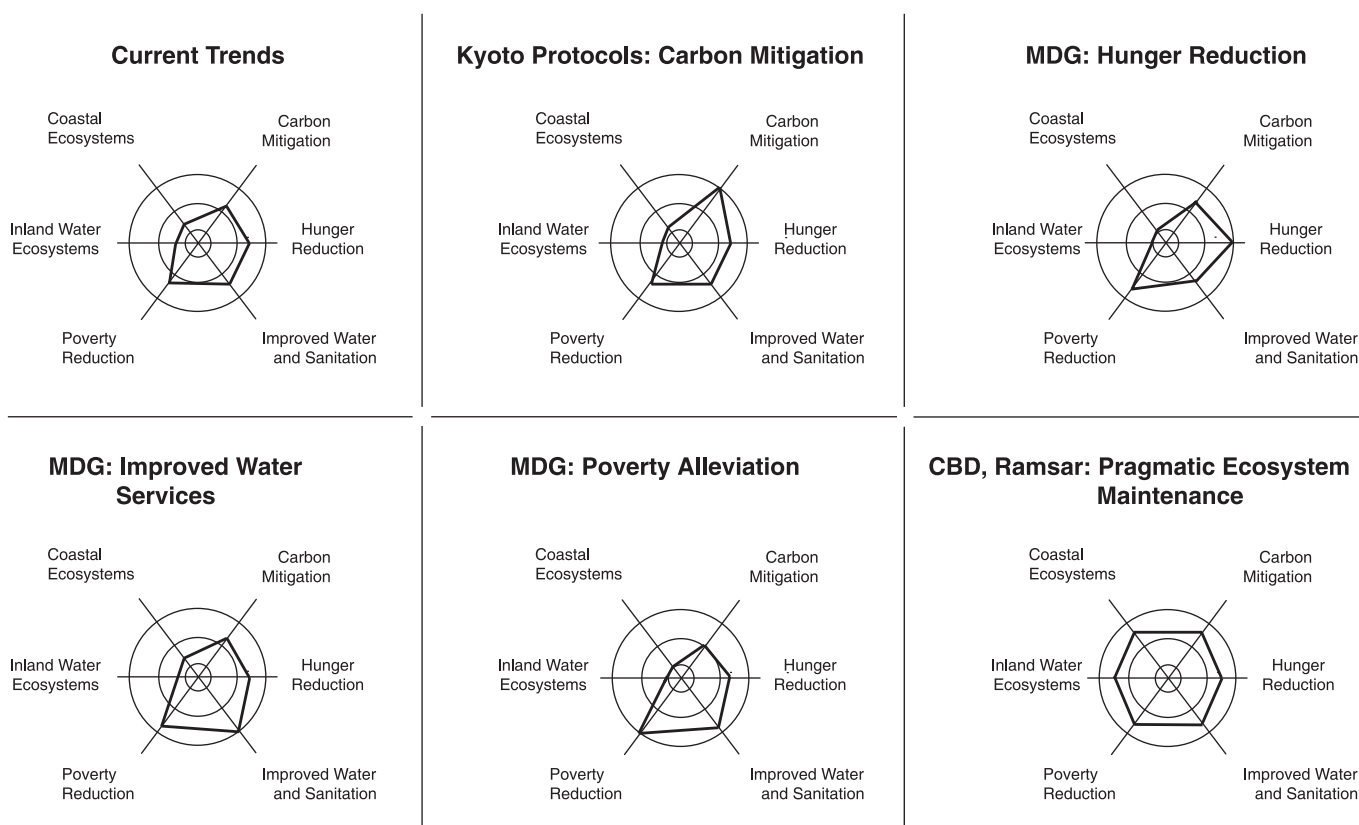 Current Trends
Coastal
Ecosystems
Carbon
Mitigation
Inland Water
Ecosystems
Hunger
Reduction
Poverty
Reduction
Improved Water
and Sanitation
Kyoto Protocols: Carbon Mitigation
Coastal
Ecosystems
Carbon
Mitigation
Inland Water
Ecosystems
Hunger
Reduction
Poverty
Reduction
Improved Water
and Sanitation
MDG: Hunger Reduction
Coastal
Ecosystems
Carbon
Mitigation
Inland Water
Ecosystems
Hunger
Reduction
Poverty
Reduction
Improved Water
and Sanitation
MDG: Improved Water
Services
Coastal
Ecosystems
Carbon
Mitigation
Inland Water
Ecosystems
Hunger
Reduction
Poverty
Reduction
Improved Water
and Sanitation
MDG: Poverty Alleviation
Coastal
Ecosystems
Carbon
Mitigation
Inland Water
Ecosystems
Hunger
Reduction
Poverty
Reduction
Improved Water
and Sanitation
CBD, Ramsar: Pragmatic Ecosystem
Maintenance
Coastal
Ecosystems
Carbon
Mitigation
Inland Water
Ecosystems
Hunger
Reduction
Poverty
Reduction
Improved Water
and Sanitation